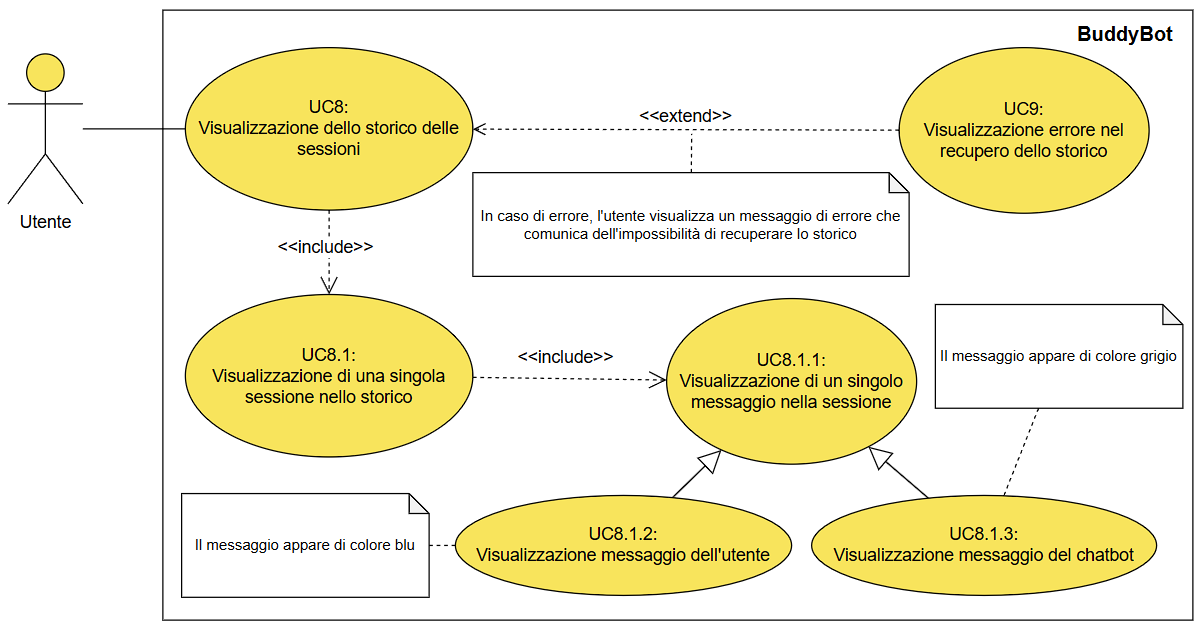 BuddyBot
Utente
UC8:
Visualizzazione dello storico delle
sessioni
<<extend>>
UC9:
Visualizzazione errore nel
recupero dello storico
In caso di errore, l'utente visualizza un messaggio di errore che
comunica dell'impossibilità di recuperare lo storico
<<include>>
UC8.1:
Visualizzazione di una singola
sessione nello storico
<<include>>
UC8.1.1:
Visualizzazione di un singolo
messaggio nella sessione
Il messaggio appare di colore grigio
Il messaggio appare di colore blu
UC8.1.2:
Visualizzazione messaggio dell'utente
UC8.1.3:
Visualizzazione messaggio del chatbot